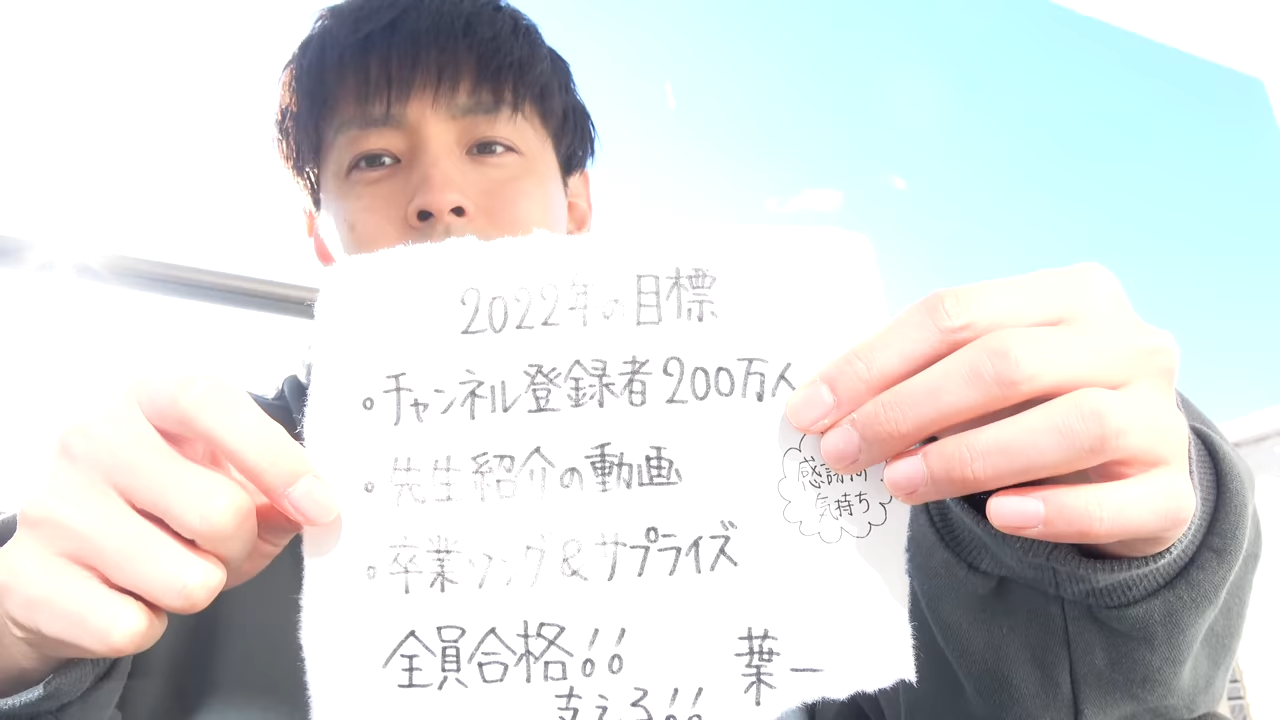 2022年の目標
。チャンネル登録者200万人
。先生紹介の動画
。卒業ソング&サプライズ
感謝の
気持ち
全員合格!!
葉一
支える!!